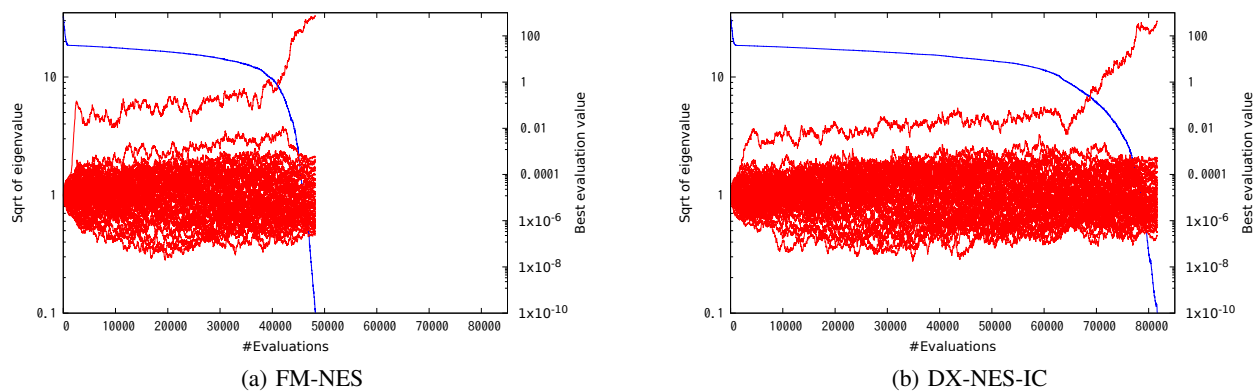 10
1
0.1
Sqrt of eigenvalue
100
1
0.01
0.0001
1x10-6
1x10-8
1x10-10
Best evaluation value
0 10000 20000 30000 40000 50000 60000 70000 80000
#Evaluations
(a) FM-NES
10
1
0.1
Sqrt of eigenvalue
100
1
0.01
0.0001
1x10-6
1x10-8
1x10-10
Best evaluation value
0 10000 20000 30000 40000 50000 60000 70000 80000
#Evaluations
(b) DX-NES-IC